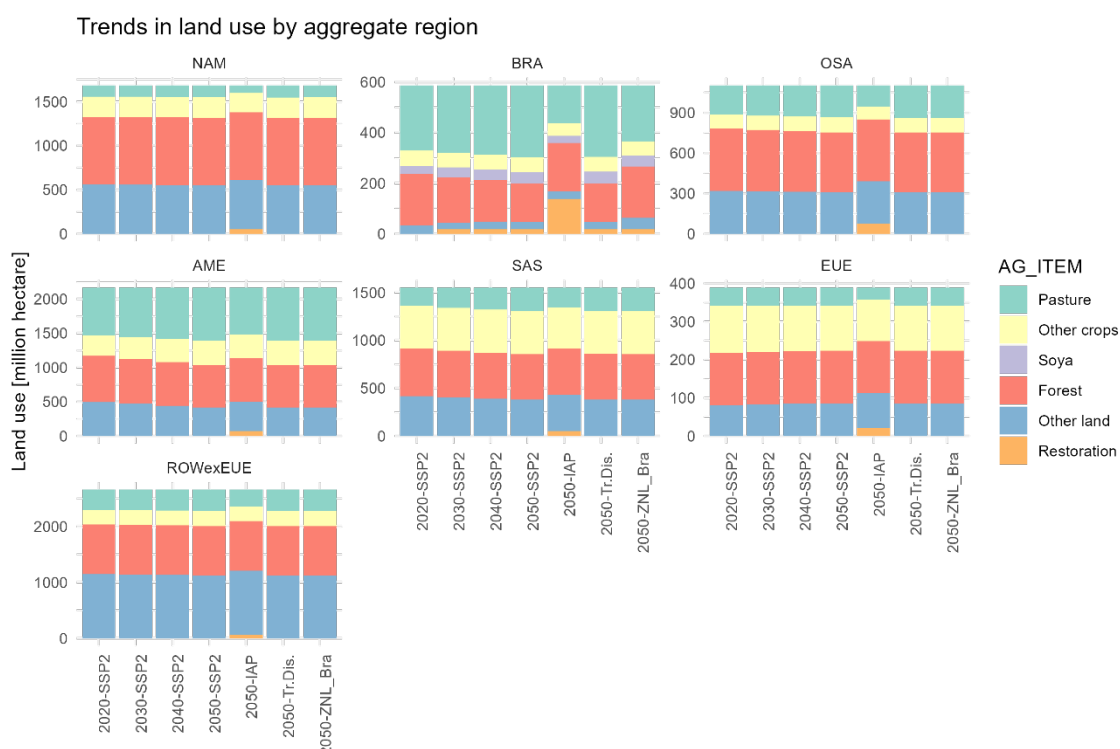 Trends in land use by aggregate region
NAM
BRA
OSA
1500
1000
500
0
600
400
200
0
900
600
300
0
Land use [million hectare]
AME
SAS
EUE
2000
1500
1000
500
0
1500
1000
500
0
400
300
200
100
0
AG_ITEM
Pasture
Other crops
Soya
Forest
Other land
Restoration
ROWexEUE
2000
1000
0
2020-SSP2
2030-SSP2
2040-SSP2
2050-SSP2
2050-IAP
2050-Tr.Dis.
2050-ZNL_Bra
2020-SSP2
2030-SSP2
2040-SSP2
2050-SSP2
2050-IAP
2050-Tr.Dis.
2050-ZNL_Bra
2020-SSP2
2030-SSP2
2040-SSP2
2050-SSP2
2050-IAP
2050-Tr.Dis.
2050-ZNL_Bra